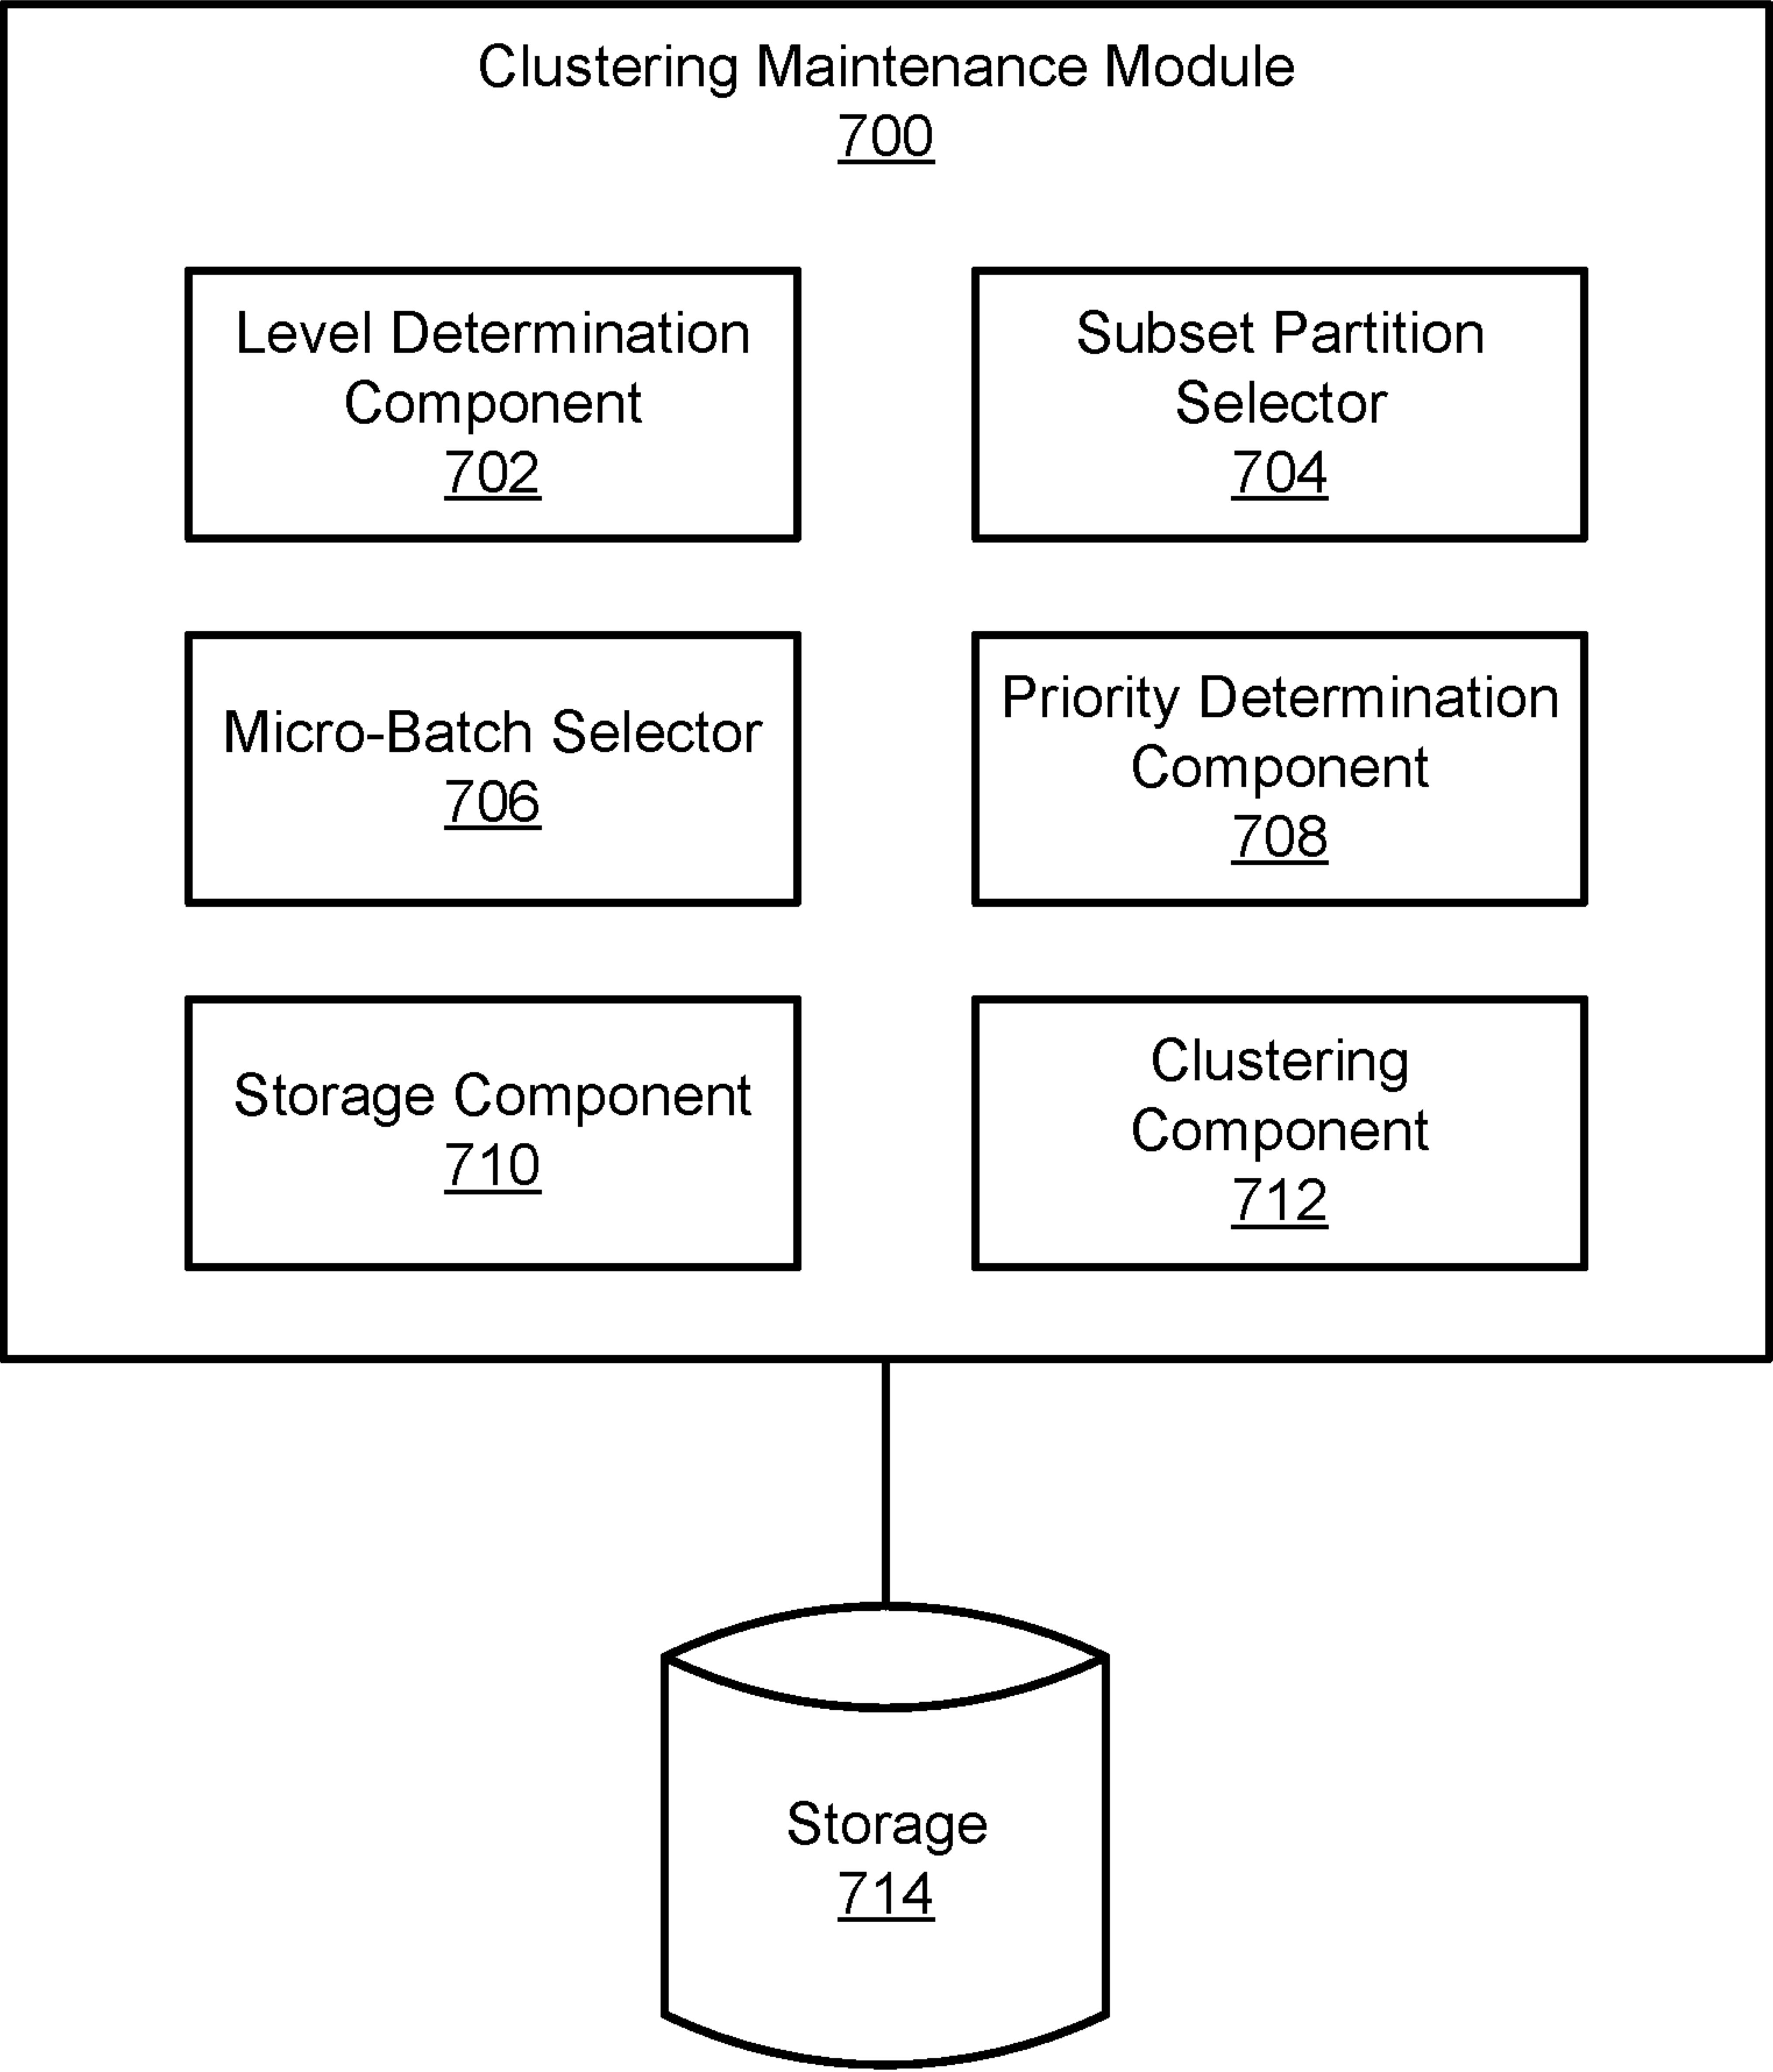 Clustering Maintenance Module
700
Level Determination
Component
702
Subset Partition
Selector
704
Micro-Batch Selector
706
Priority Determination
Component
708
Storage Component
710
Clustering
Component
712
Storage
714